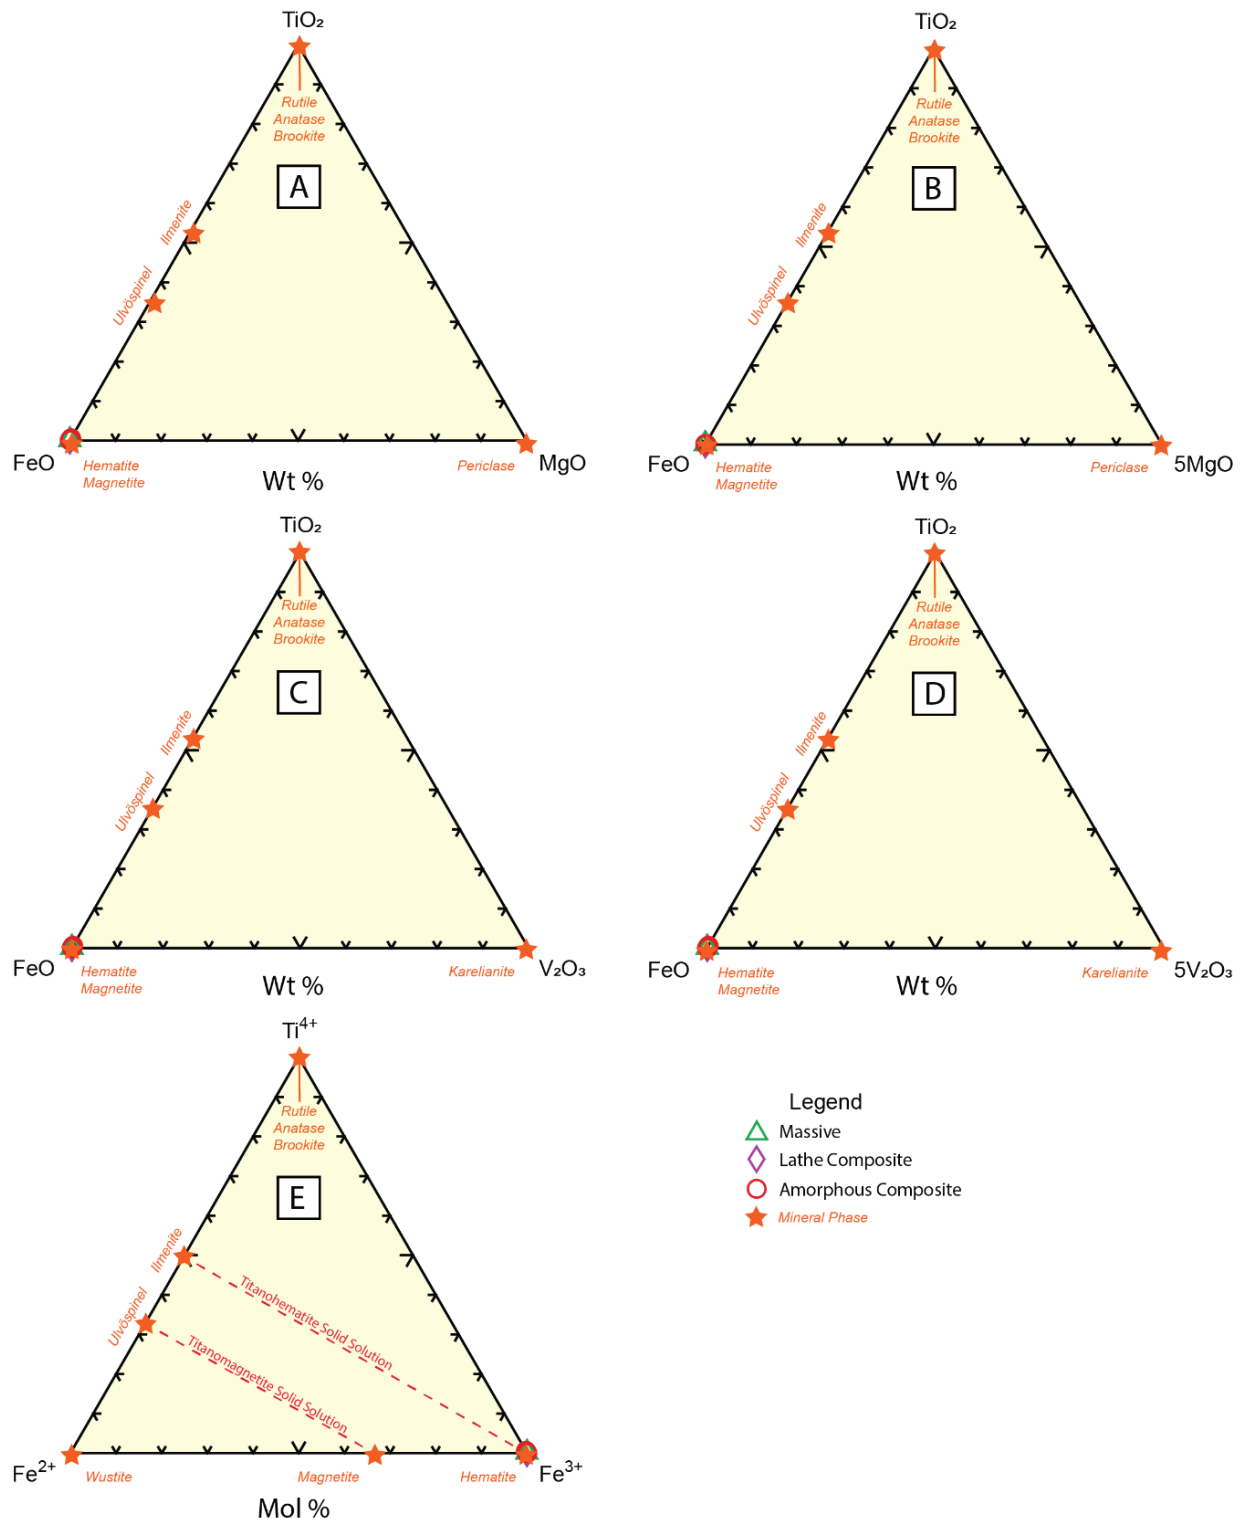 TiO₂
Rutile
Anatase
Brookite
A
Ilmenite
Ulvöspinel
FeO
Hematite
Magnetite
Periclase
MgO
Wt %
TiO₂
Rutile
Anatase
Brookite
B
Ilmenite
Ulvöspinel
FeO
Hematite
Magnetite
Periclase
5MgO
Wt %
TiO₂
Rutile
Anatase
Brookite
C
Ilmenite
Ulvöspinel
FeO
Hematite
Magnetite
Karelianite
V₂O₃
Wt %
TiO₂
Rutile
Anatase
Brookite
D
Ilmenite
Ulvöspinel
FeO
Hematite
Magnetite
Karelianite
5V₂O₃
Wt %
Ti⁴⁺
Rutile
Anatase
Brookite
E
Ilmenite
Titanohematite Solid Solution
Ulvöspinel
Titanomagnetite Solid Solution
Fe²⁺
Wustite
Magnetite
Hematite
Fe³⁺
Mol %
Legend
Massive
Lathe Composite
Amorphous Composite
Mineral Phase